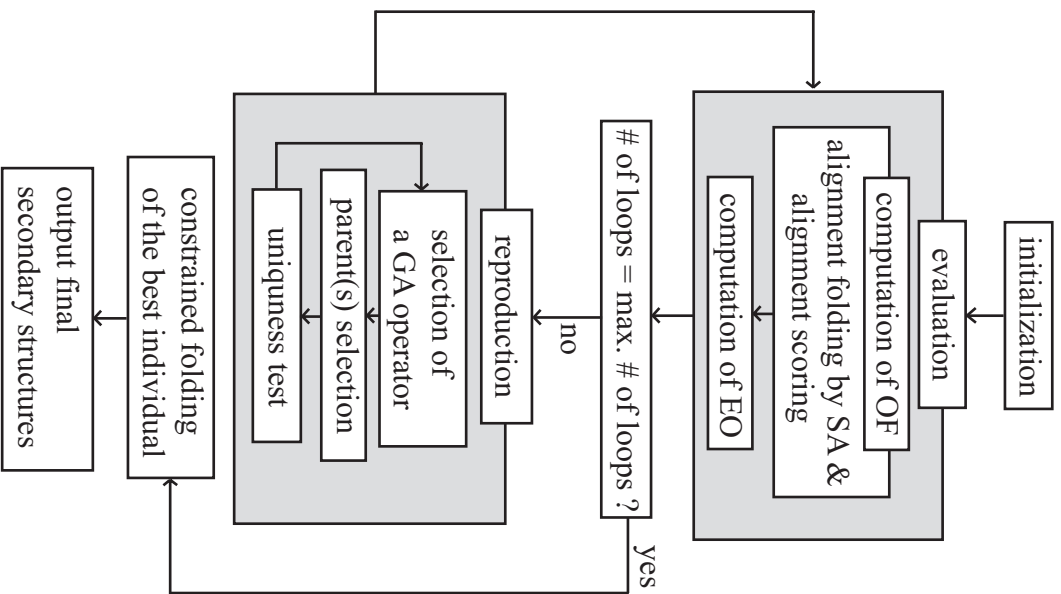 initialization
evaluation
computation of OF
alignment folding by SA &
alignment scoring
computation of EO
# of loops = max. # of loops ?
yes
no
reproduction
selection of
a GA operator
parent(s) selection
uniquness test
constrained folding
of the best individual
output final
secondary structures